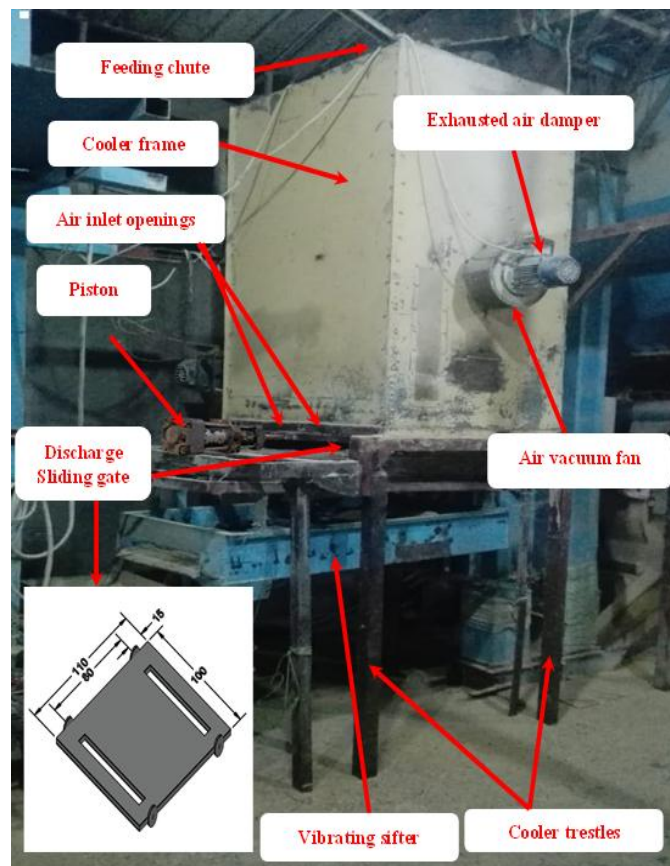 Feeding chute
Exhausted air damper
Cooler frame
Air inlet openings
Piston
Discharge
Sliding gate
Air vacuum fan
110
80
15
100
Vibrating sifter
Cooler trestles